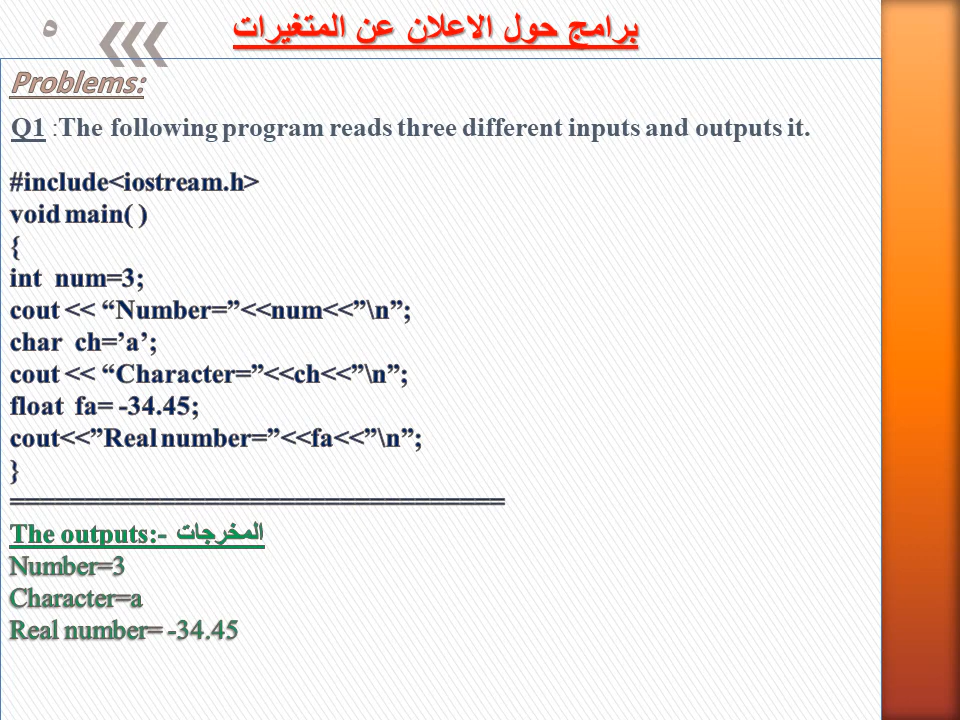 ٥
برامج حول الاعلان عن المتغيرات
Problems:
Q1 :The following program reads three different inputs and outputs it.
#include<iostream.h>
void main( )
{
int num=3;
cout << “Number=”<<num<<”\n”;
char ch=’a’;
cout << “Character=”<<ch<<”\n”;
float fa= -34.45;
cout<<”Real number=”<<fa<<”\n”;
}
=================================
The outputs:- المخرجات
Number=3
Character=a
Real number= -34.45